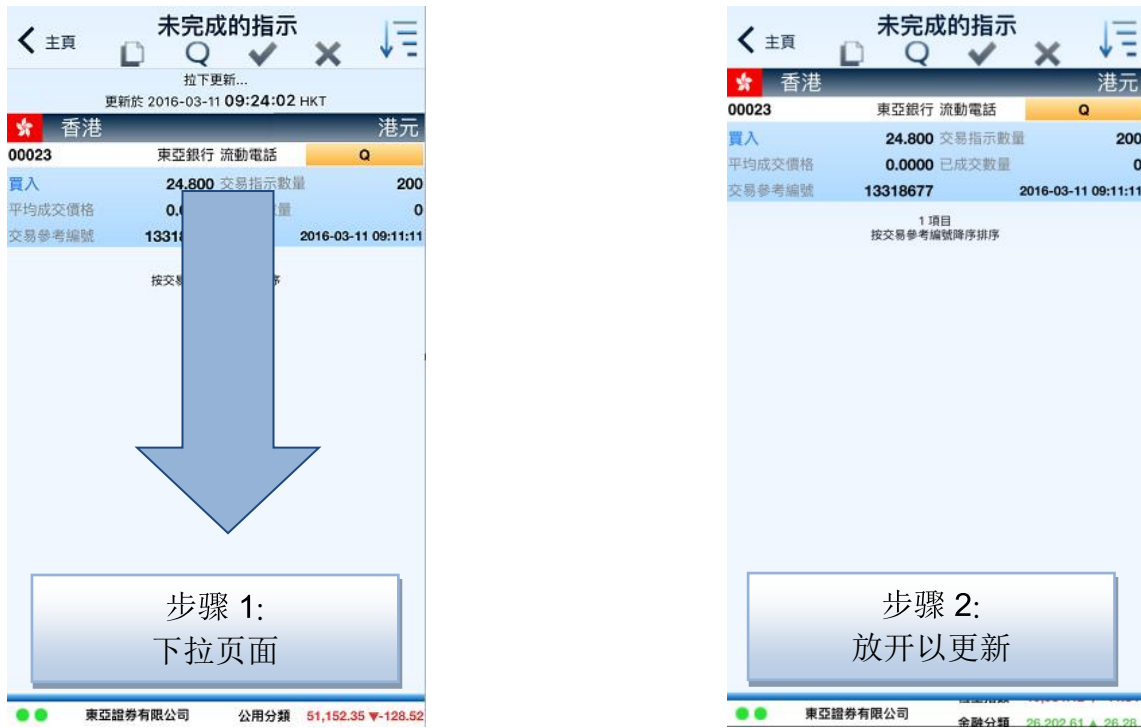 未完成的指示
主頁
Q
拉下更新...
更新於 2016-03-11 09:24:02 HKT
香港 港元
00023 東亞銀行 流動電話 Q
買入 24.800 交易指示數量 200
平均成交價格 量 0
交易參考編號 2016-03-11 09:11:11
步骤 1:
下拉页面
東亞證券有限公司 公用分類 51,152.35 ▼-128.52
未完成的指示
主頁
Q
香港 港元
00023 東亞銀行 流動電話 Q
買入 24.800 交易指示數量 200
平均成交價格 0.0000 已成交數量 0
交易參考編號 13318677 2016-03-11 09:11:11
1 項目
按交易參考編號降序排序
步骤 2:
放开以更新
東亞證券有限公司 金融分類 26,202.61 ▲ 26.26